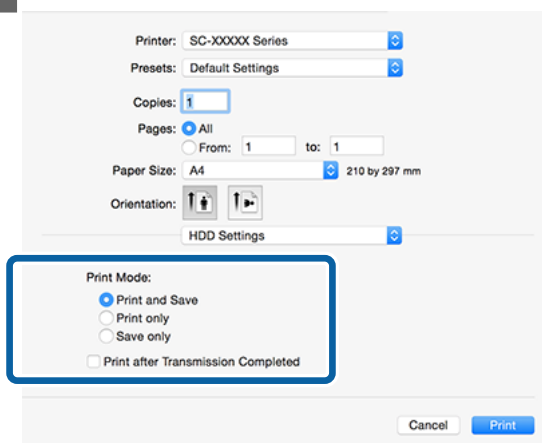 Printer: SC-XXXXX Series
Presets: Default Settings
Copies: 1
Pages: All
From: 1 to: 1
Paper Size: A4 210 by 297 mm
Orientation:
HDD Settings
Print Mode:
Print and Save
Print only
Save only
Print after Transmission Completed
Cancel Print